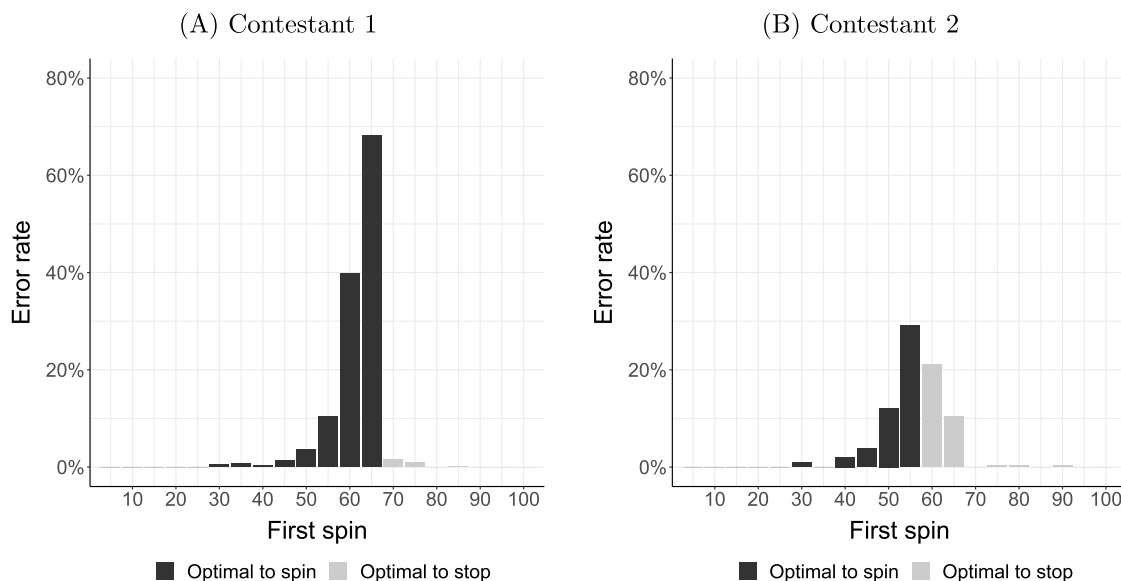 (A) Contestant 1
80%
60%
40%
20%
0%
Error rate
10 20 30 40 50 60 70 80 90 100
First spin
Optimal to spin Optimal to stop
(B) Contestant 2
80%
60%
40%
20%
0%
Error rate
10 20 30 40 50 60 70 80 90 100
First spin
Optimal to spin Optimal to stop